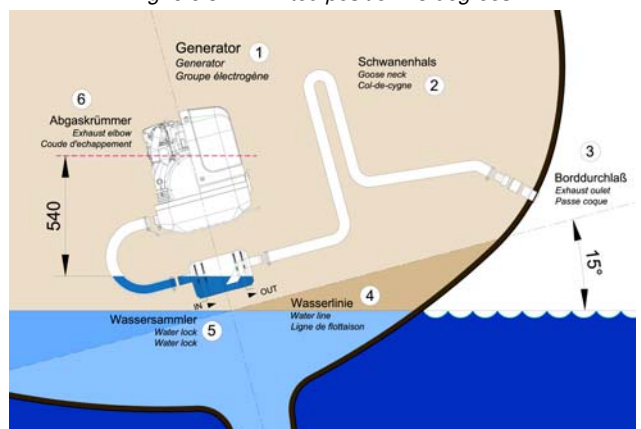 position degrees
Generator 1
Generator
Groupe électrogène
Schwanenhals
Goose neck
Col-de-cygne 2
6
Abgaskrümmer
Exhaust elbow
Coude d'echappement
3
Borddurchlaß
Exhaust oulet
Passe coque
540
15°
IN
OUT
Wasserlinie 4
Water line
Ligne de flottaison
Wassersammler 5
Water lock
Water lock